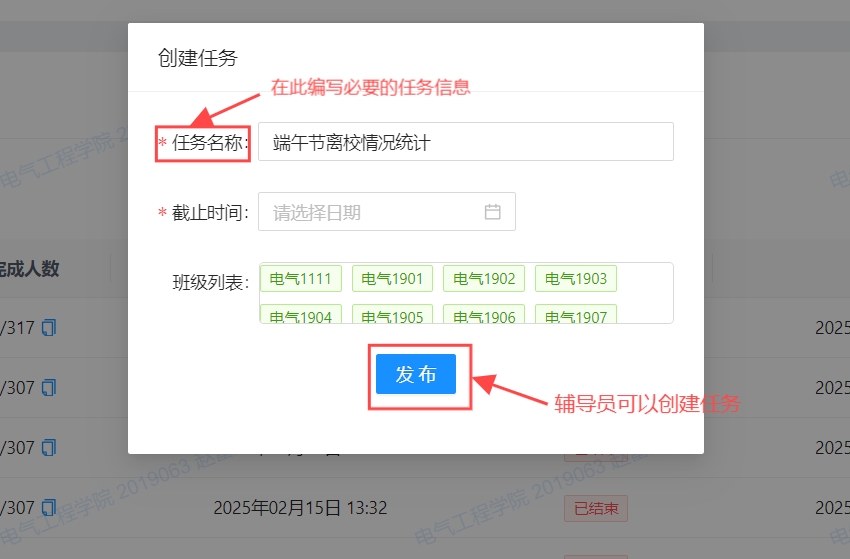 创建任务
在此编写必要的任务信息
* 任务名称: 端午节离校情况统计
* 截止时间: 请选择日期
完成人数
班级列表: 电气1111 电气1901 电气1902 电气1903
电气1904 电气1905 电气1906 电气1907
/317 2025
发布
/307 2025
辅导员可以创建任务
/307 2025
/307 2025年02月15日 13:32 已结束 2025
电气工程学院 2019063
电气工程学院